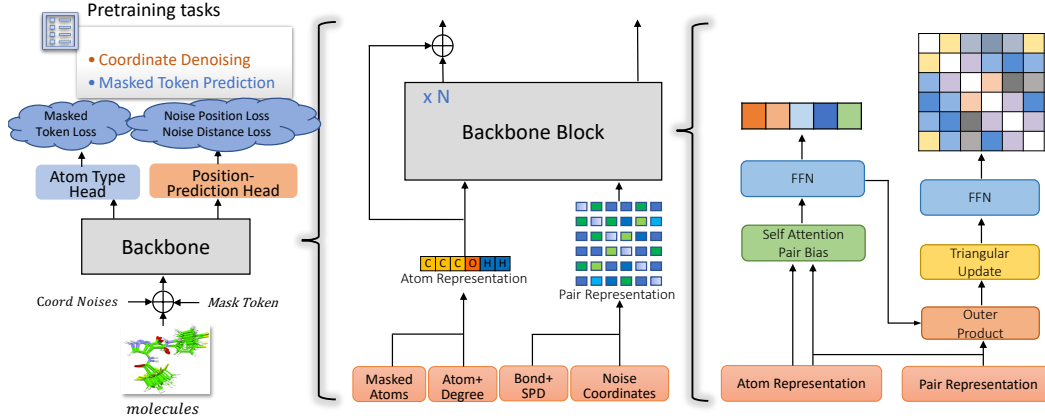 Pretraining tasks
• Coordinate Denoising
• Masked Token Prediction
Masked
Token Loss
Noise Position Loss
Noise Distance Loss
Atom Type
Head
Position-
Prediction Head
Backbone
Coord Noises
Mask Token
molecules
x N
Backbone Block
C C C O H H
Atom Representation
Pair Representation
Masked
Atoms
Atom+
Degree
Bond+
SPD
Noise
Coordinates
FFN
Self Attention
Pair Bias
FFN
Triangular
Update
Outer
Product
Atom Representation
Pair Representation